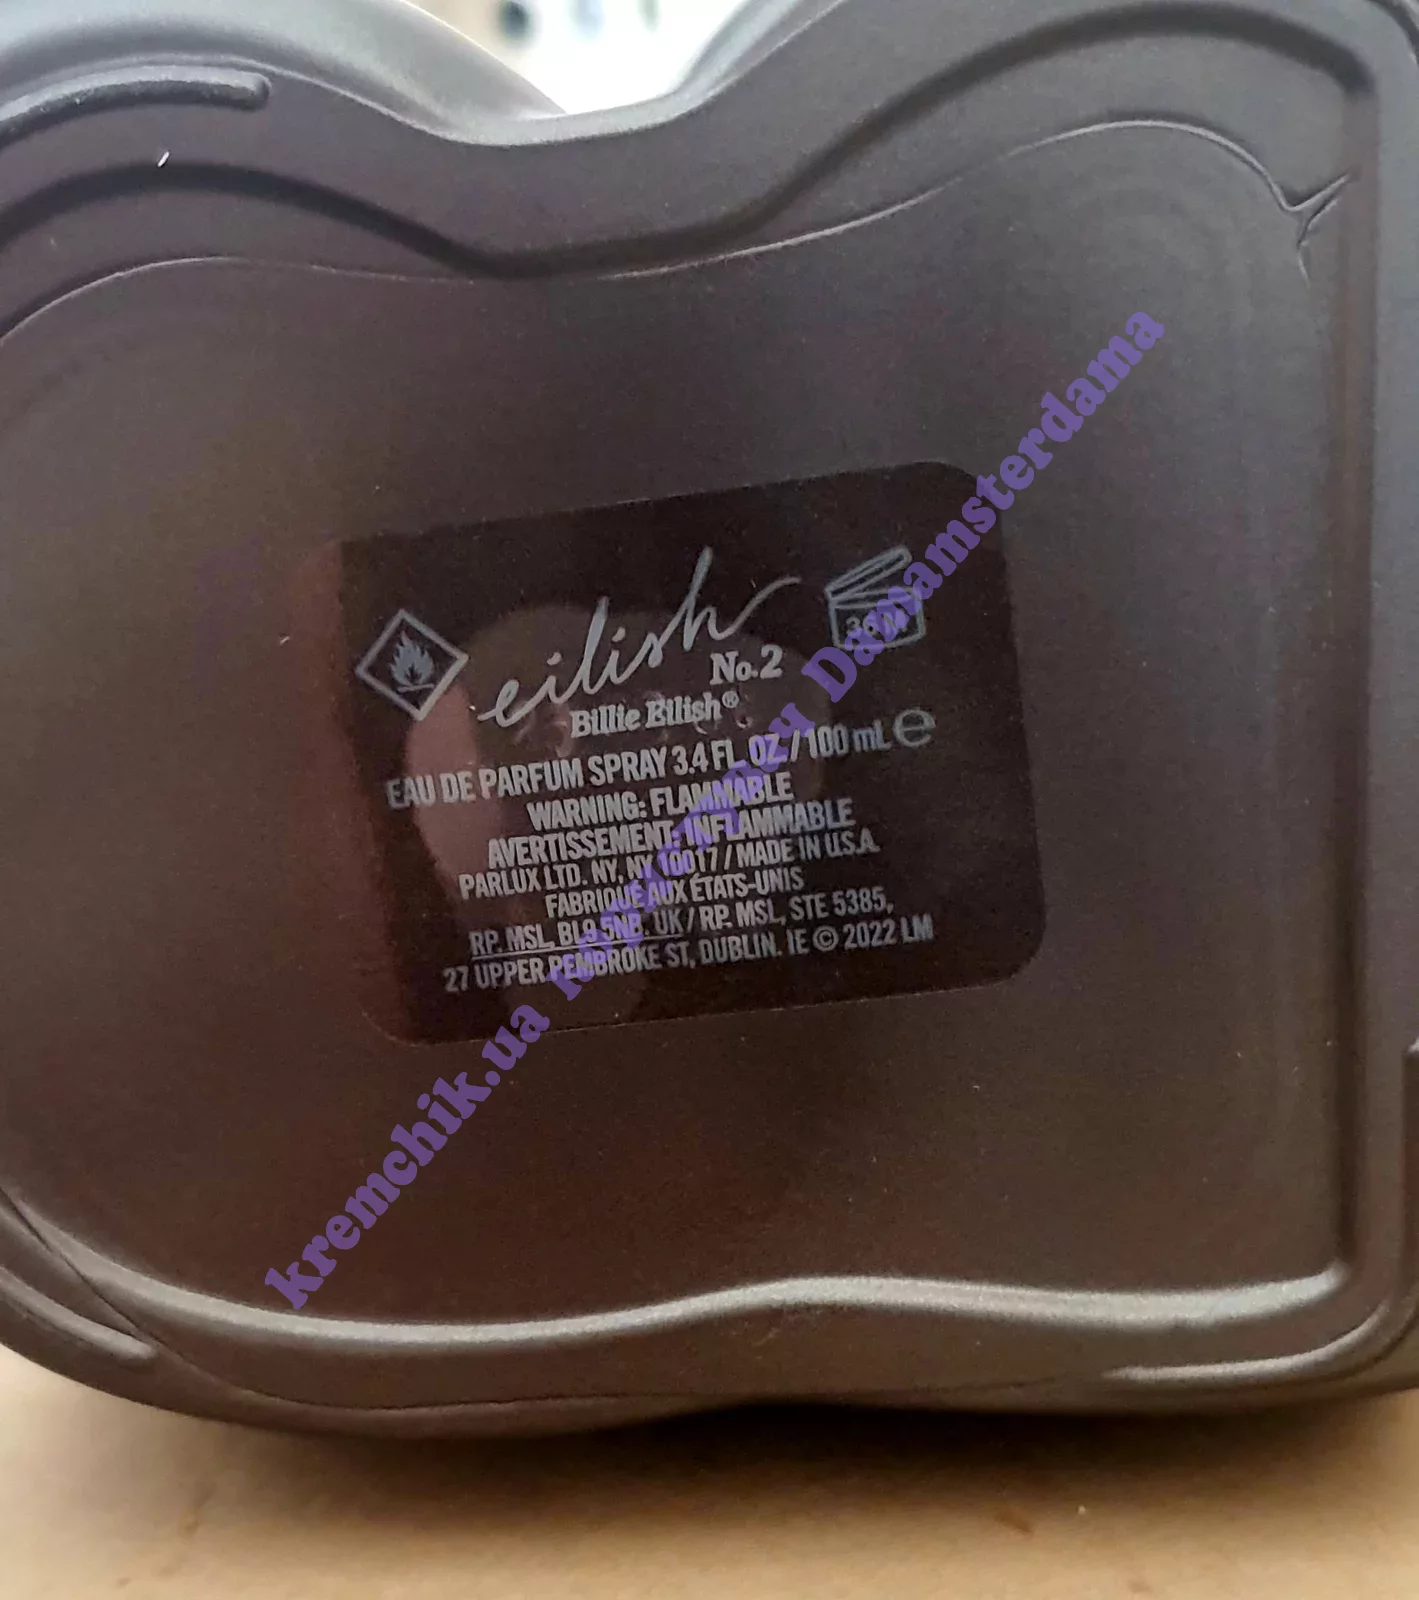 eilish
No.2
36M
Billie Eilish®
EAU DE PARFUM SPRAY 3.4 FL. OZ./100 mL ℮
WARNING: FLAMMABLE
AVERTISSEMENT: INFLAMMABLE
PARLUX LTD. NY, NY 10017 / MADE IN U.S.A.
FABRIQUÉ AUX ÉTATS-UNIS
RP. MSL, BL9 5NB. UK / RP. MSL, STE 5385,
27 UPPER PEMBROKE ST, DUBLIN. IE © 2022 LM
kremchik.ua Damamsterdama